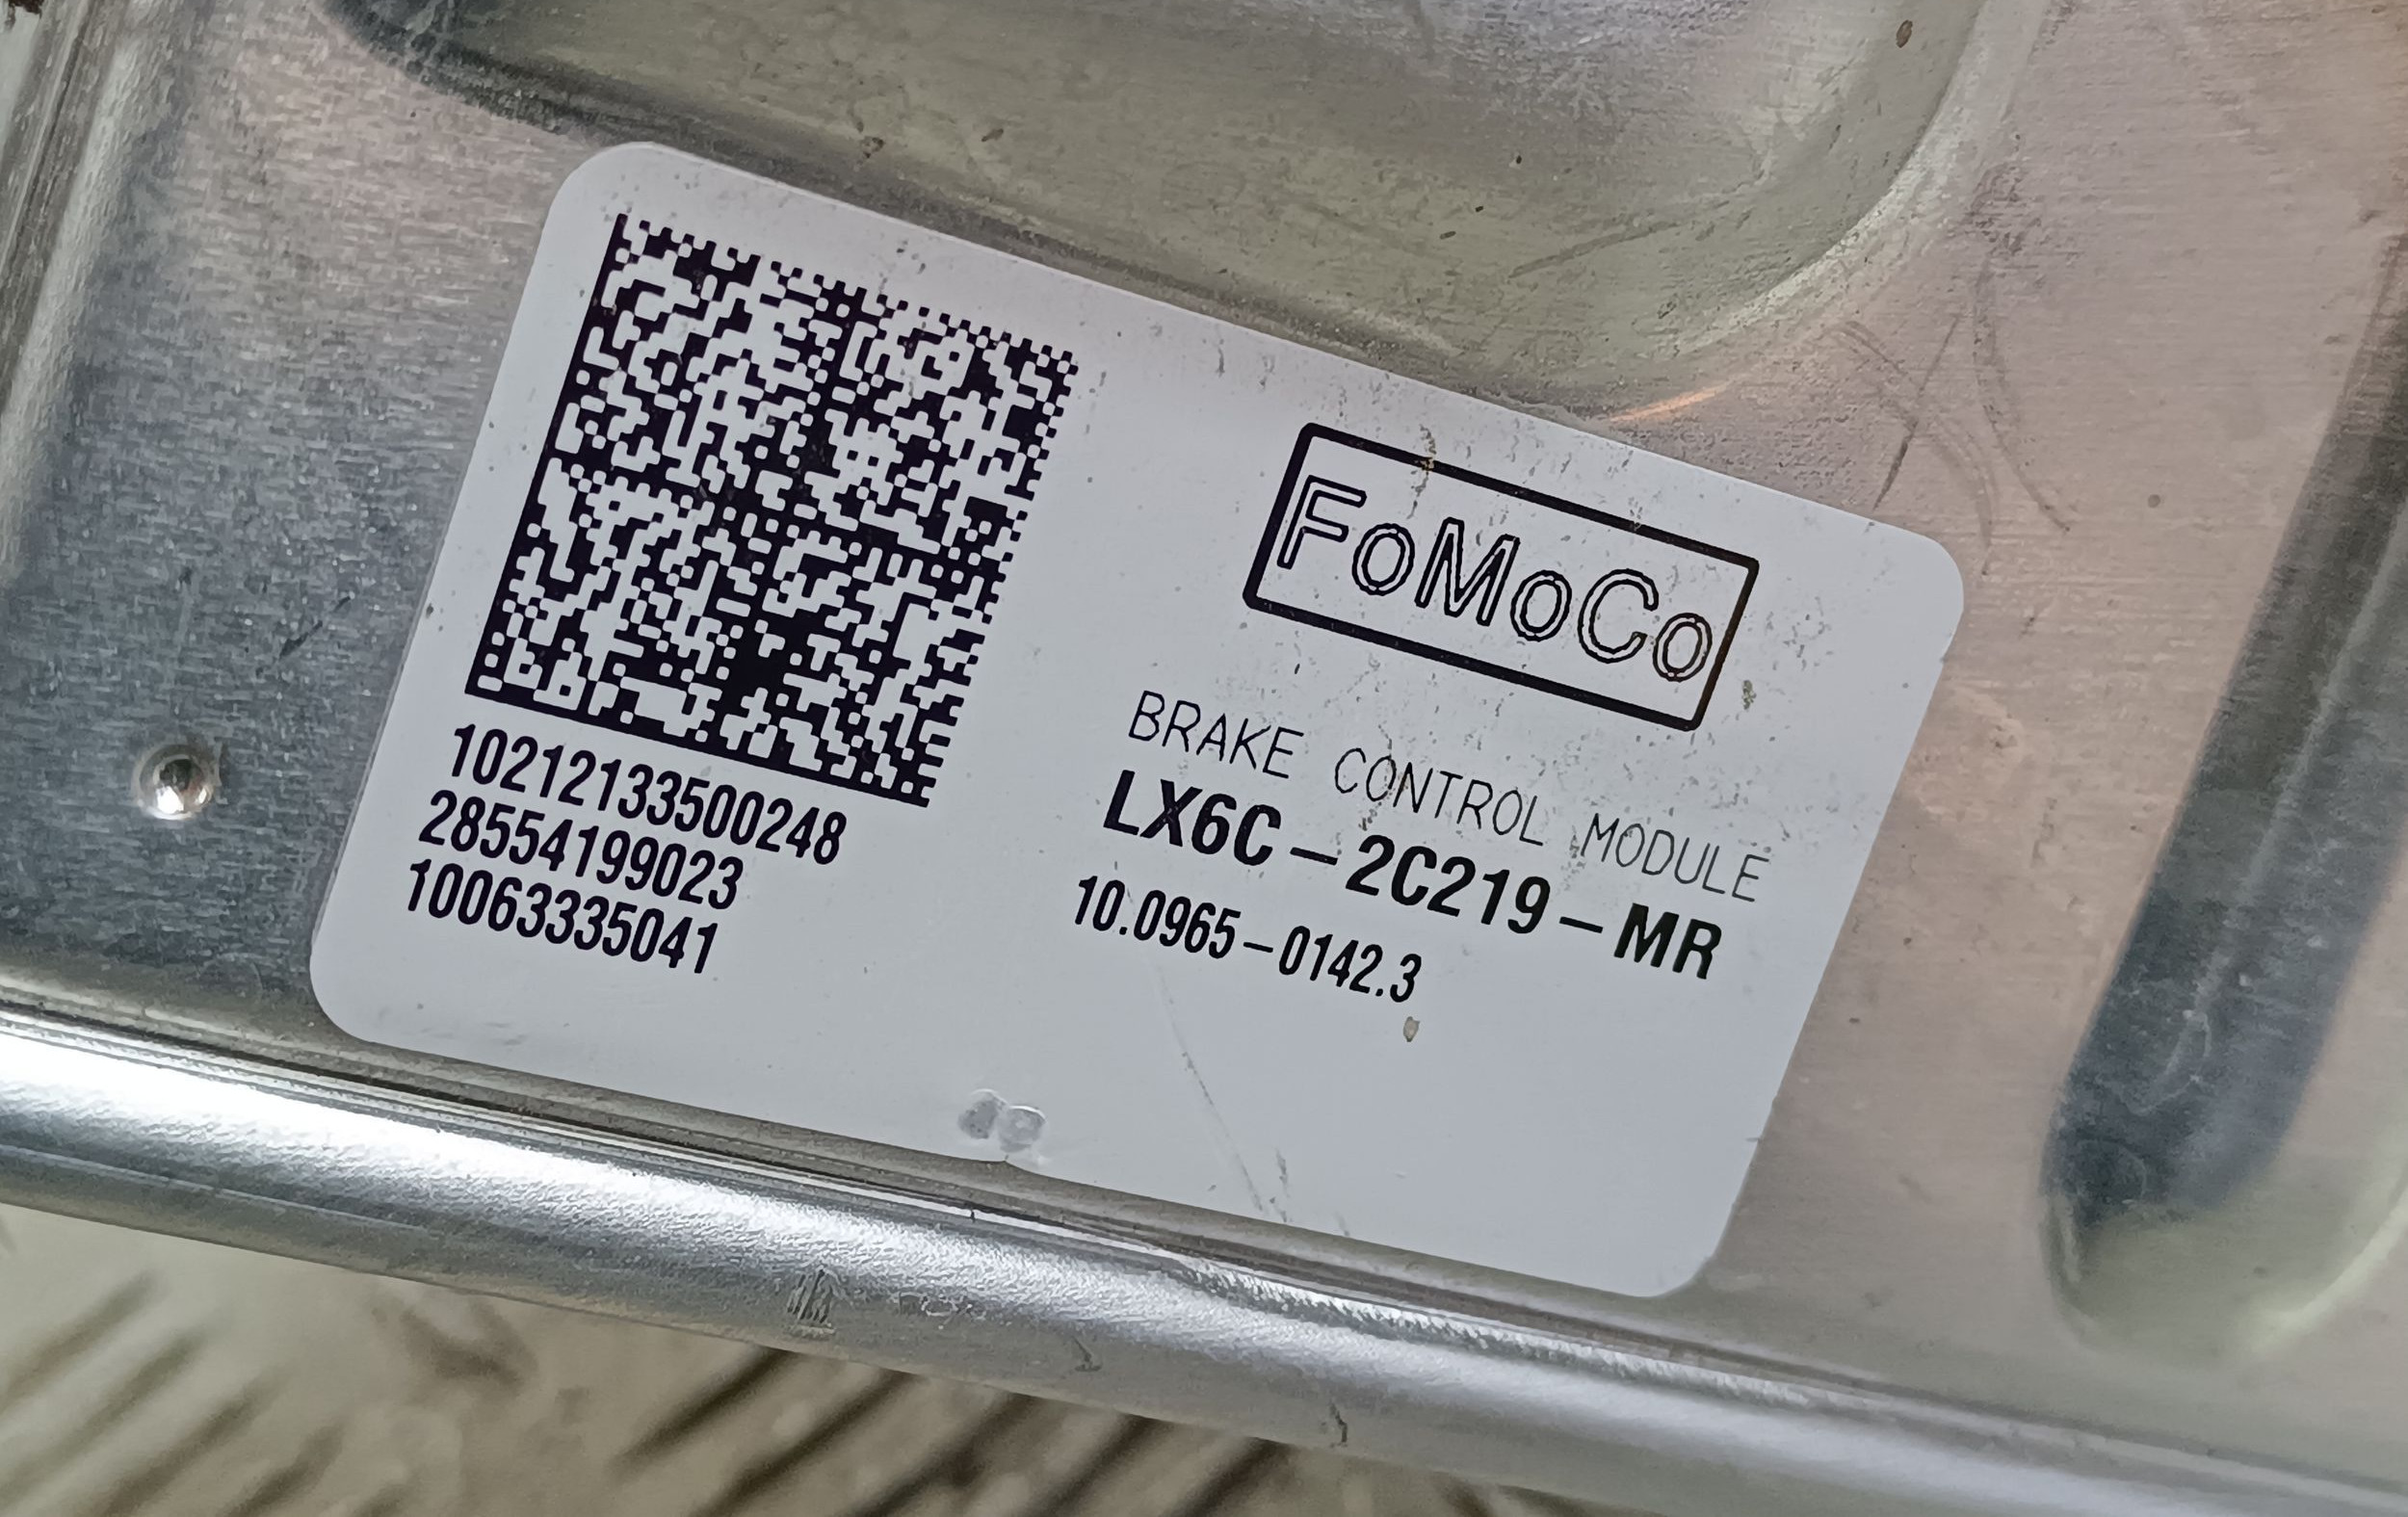 10212133500248
28554199023
10063335041
FoMoCo
BRAKE CONTROL MODULE
LX6C-2C219-MR
10.0965-0142.3